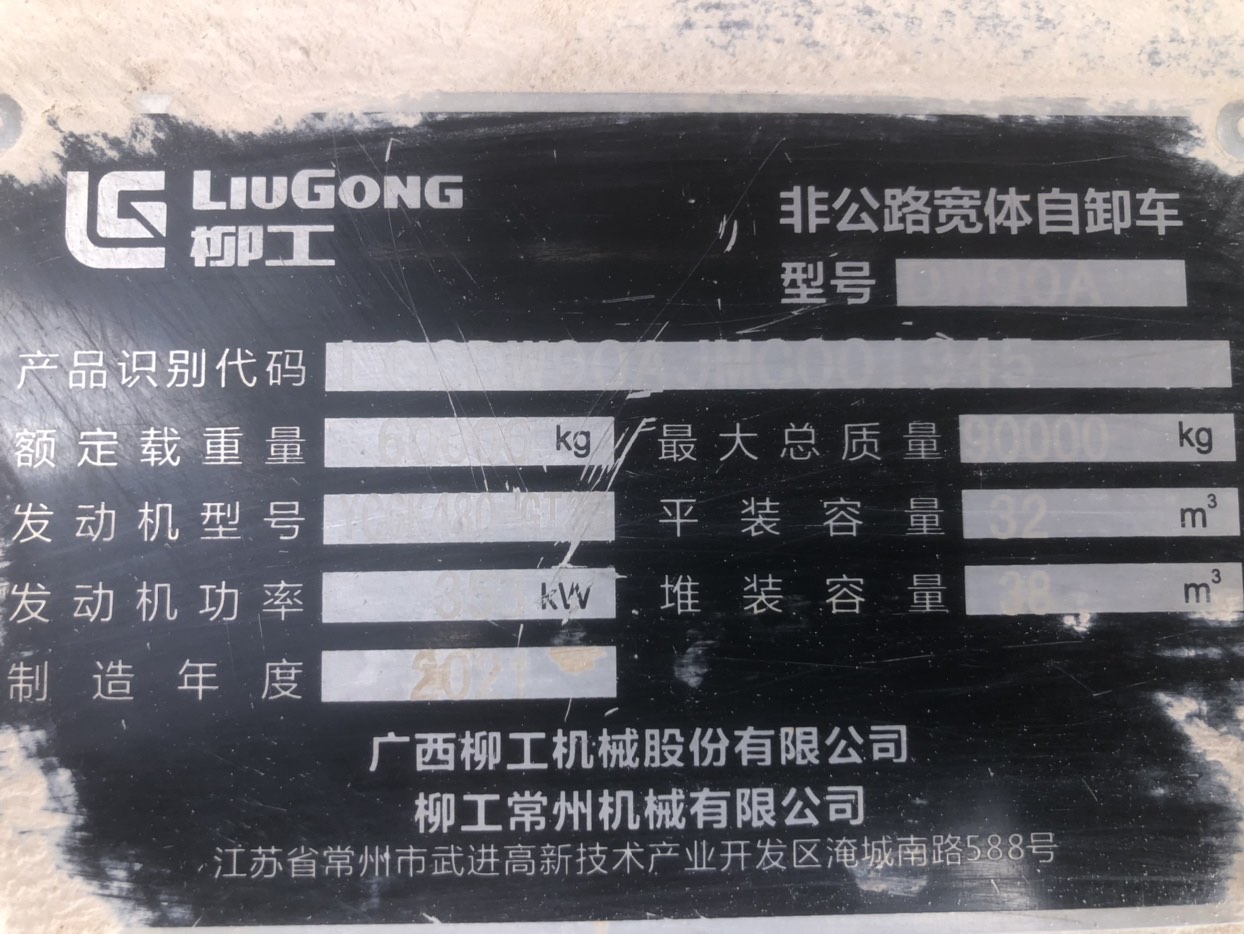 LIUGONG
柳工
非公路宽体自卸车
型号 DW90A
产品识别代码
额定载重量 kg 最大总质量 90000 kg
发动机型号 平装容量 32 m³
发动机功率 kW 堆装容量 38 m³
制造年度 2021
广西柳工机械股份有限公司
柳工常州机械有限公司
江苏省常州市武进高新技术产业开发区淹城南路588号